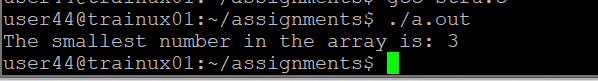 user44@trainux01:~/assignments$ ./a.out
The smallest number in the array is: 3
user44@trainux01:~/assignments$